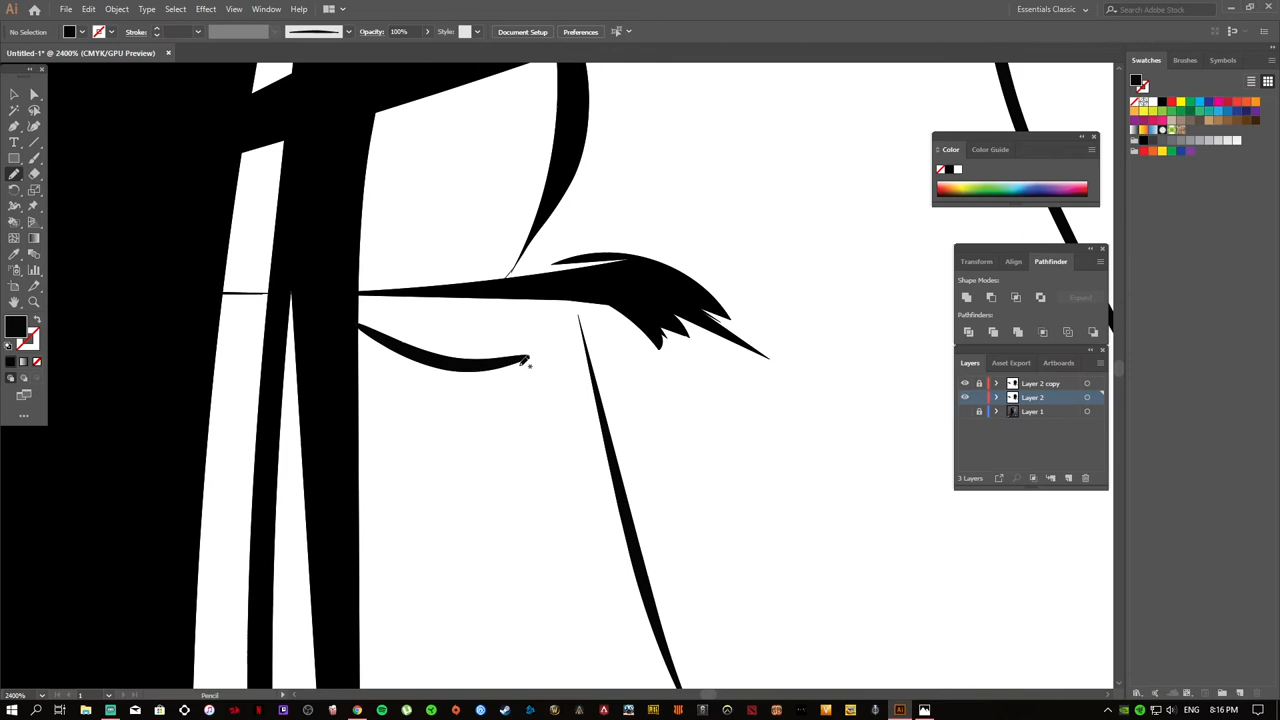 Ai File Edit Object Type Select Effect View Window Help Essentials Classic Search Adobe Stock
No Selection Stroke: Opacity: 100% Style: Document Setup Preferences
Untitled-1* @ 2400% (CMYK/GPU Preview)
Swatches Brushes Symbols
Color Color Guide
Transform Align Pathfinder
Shape Modes:
Expand
Pathfinders:
Layers Asset Export Artboards
Layer 2 copy
Layer 2
Layer 1
3 Layers
2400% 1 Pencil
ENG 8:16 PM